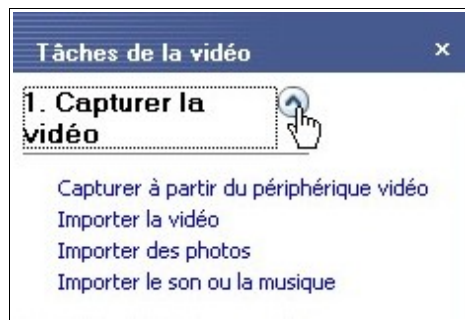 Tâches de la vidéo
1. Capturer la
vidéo
Capturer à partir du périphérique vidéo
Importer la vidéo
Importer des photos
Importer le son ou la musique